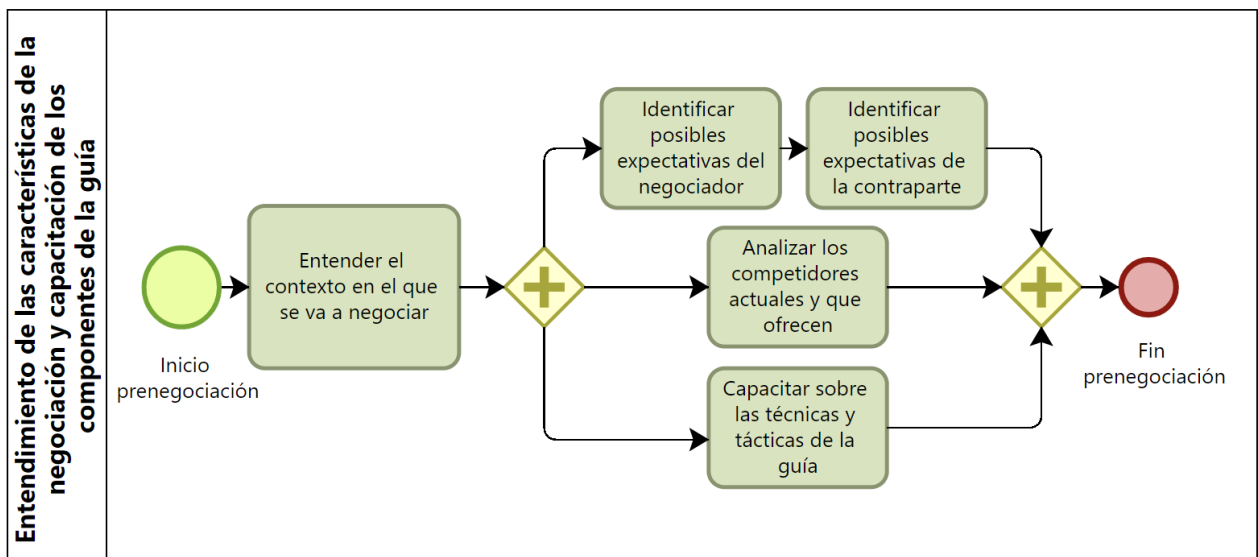 Entendimiento de las características de la
negociación y capacitación de los
componentes de la guía
Inicio
prenegociación
Entender el
contexto en el que
se va a negociar
Identificar
posibles
expectativas del
negociador
Identificar
posibles
expectativas de
la contraparte
Analizar los
competidores
actuales y que
ofrecen
Capacitar sobre
las técnicas y
tácticas de la
guía
Fin
prenegociación